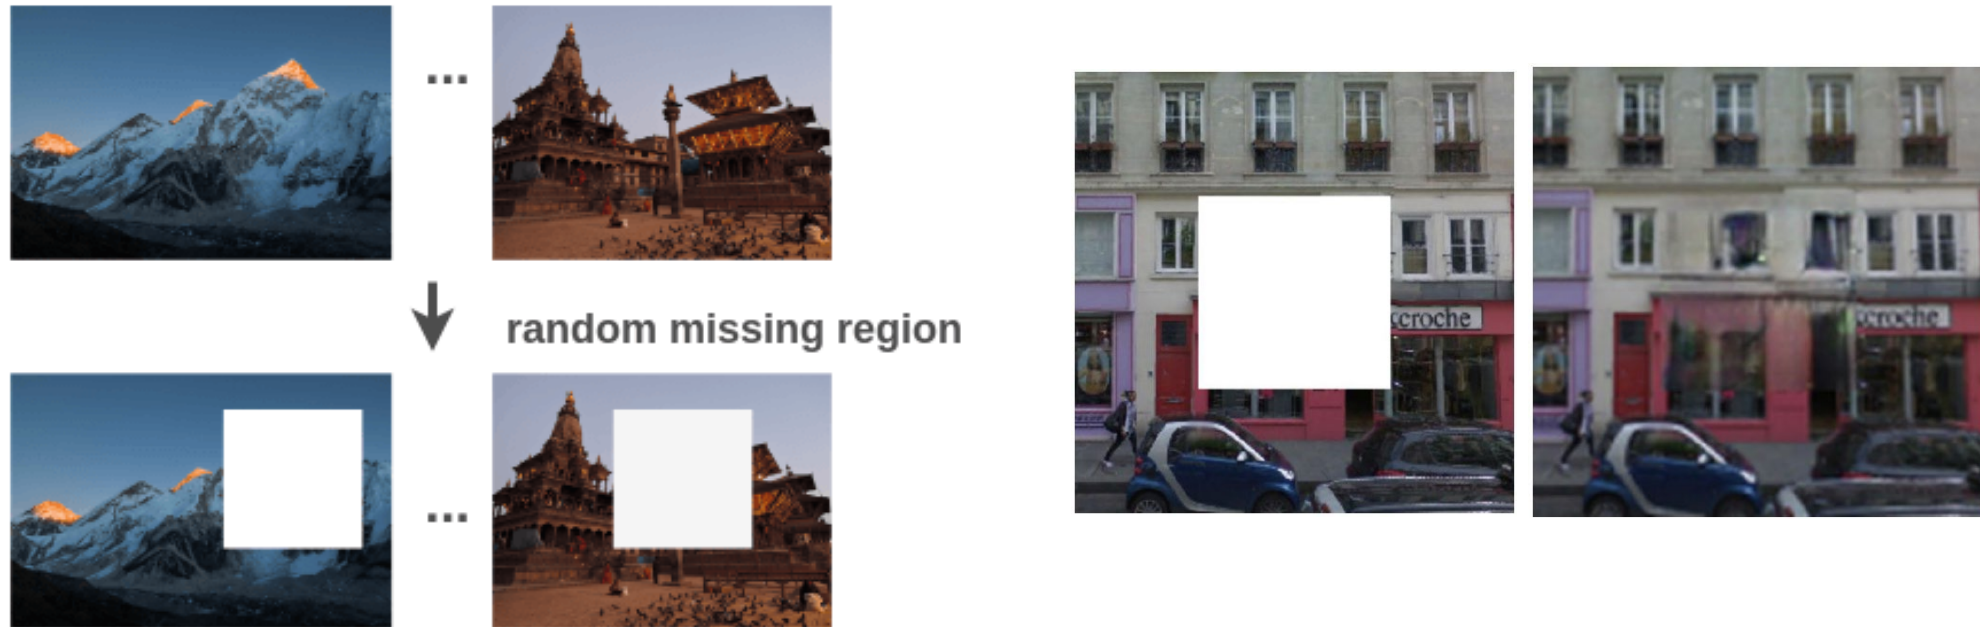 ...
random missing region
...
ccroche
ccroche